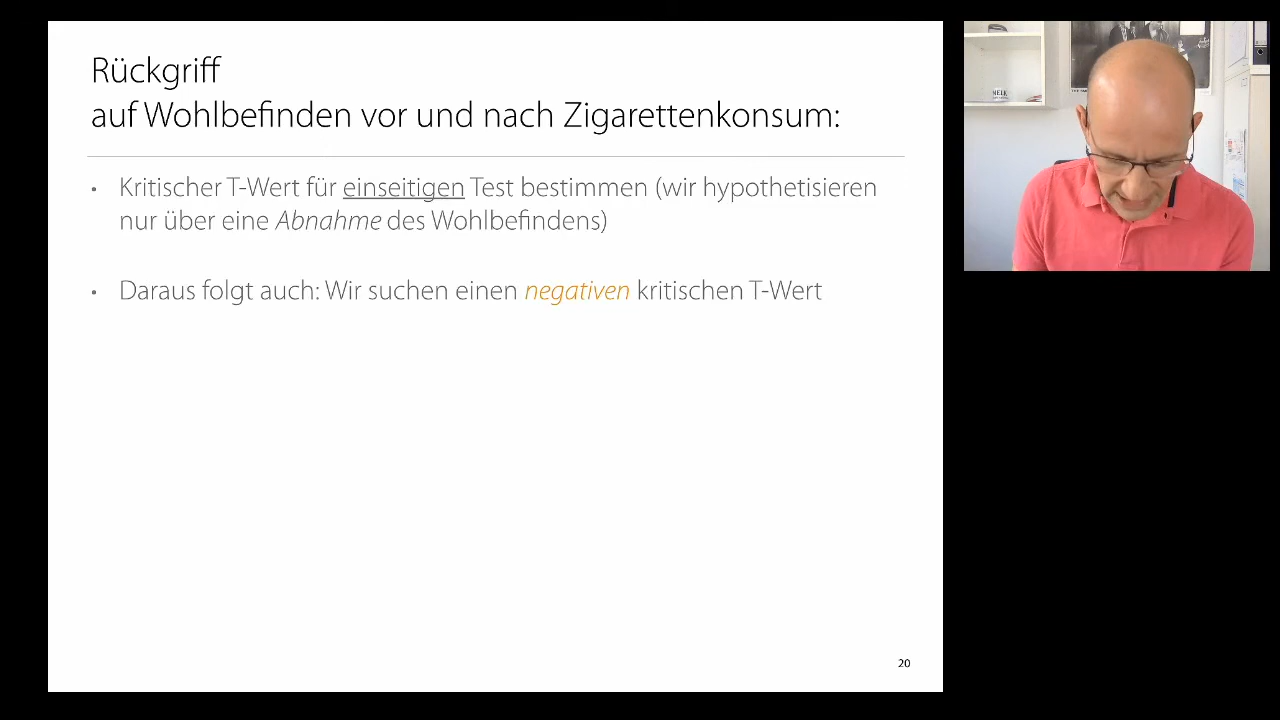 Rückgriff
auf Wohlbefinden vor und nach Zigarettenkonsum:
• Kritischer T-Wert für einseitigen Test bestimmen (wir hypothetisieren
nur über eine Abnahme des Wohlbefindens)
• Daraus folgt auch: Wir suchen einen negativen kritischen T-Wert
20